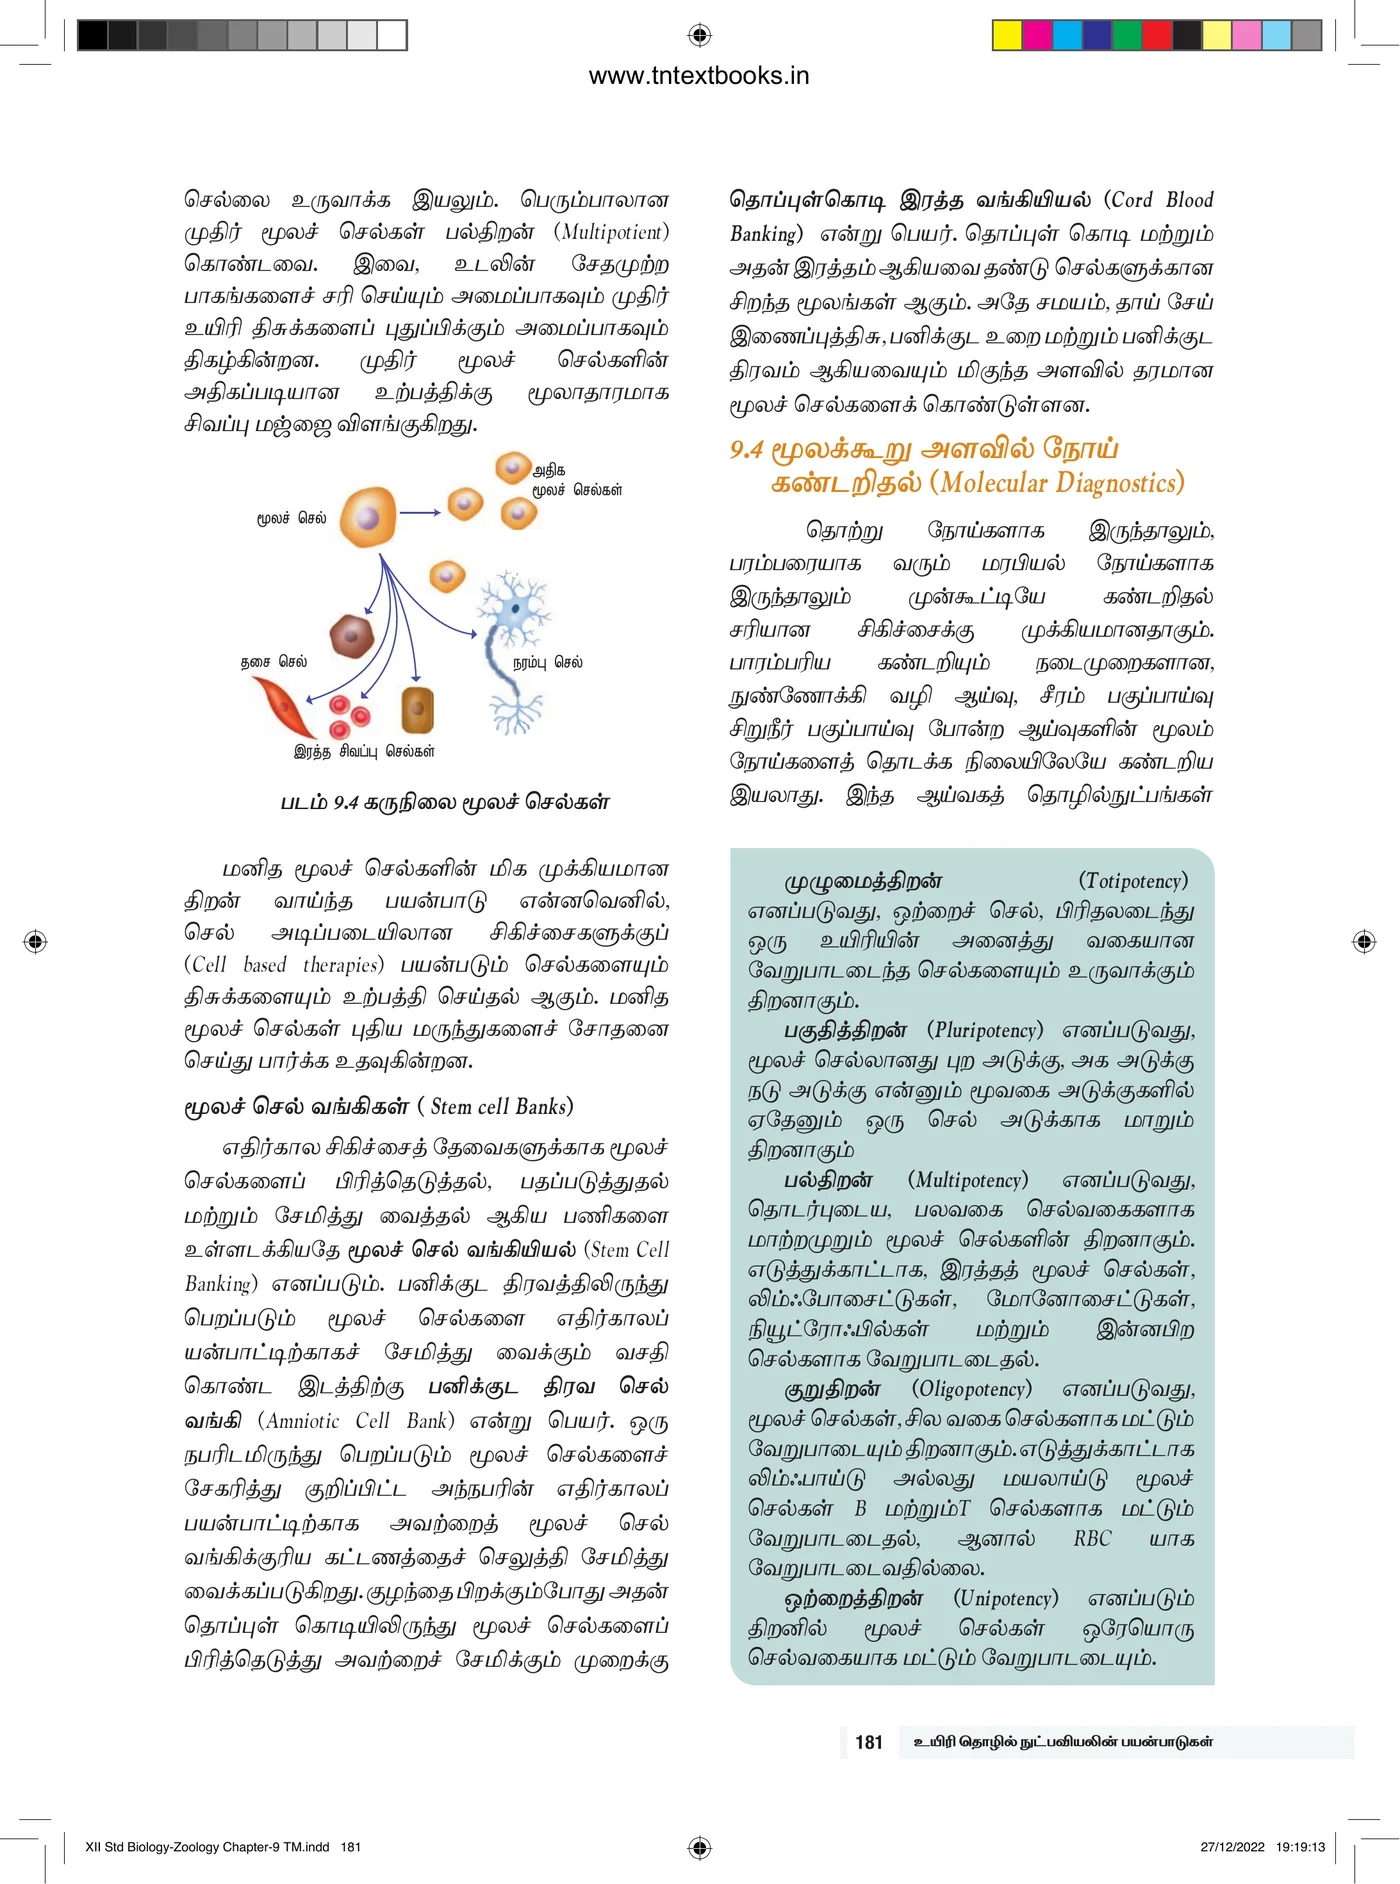 www.tntextbooks.in
செல்லை உருவாக்க இயலும். பெரும்பாலான
முதிர் மூலச் செல்கள் பல்திறன் (Multipotient)
கொண்டவை. இவை, உடலின் சேதமுற்ற
பாகங்களைச் சரி செய்யும் அமைப்பாகவும் முதிர்
உயிரி திசுக்களைப் புதுப்பிக்கும் அமைப்பாகவும்
திகழ்கின்றன. முதிர் மூலச் செல்களின்
அதிகப்படியான உற்பத்திக்கு மூலாதாரமாக
சிவப்பு மஜ்ஜை விளங்குகிறது.
அதிக
மூலச் செல்கள்
மூலச் செல்
தசை செல்
நரம்பு செல்
இரத்த சிவப்பு செல்கள்
படம் 9.4 கருநிலை மூலச் செல்கள்
மனித மூலச் செல்களின் மிக முக்கியமான
திறன் வாய்ந்த பயன்பாடு என்னவெனில்,
செல் அடிப்படையிலான சிகிச்சைகளுக்குப்
(Cell based therapies) பயன்படும் செல்களையும்
திசுக்களையும் உற்பத்தி செய்தல் ஆகும். மனித
மூலச் செல்கள் புதிய மருந்துகளைச் சோதனை
செய்து பார்க்க உதவுகின்றன.
மூலச் செல் வங்கிகள் ( Stem cell Banks)
எதிர்கால சிகிச்சைத் தேவைகளுக்காக மூலச்
செல்களைப் பிரித்தெடுத்தல், பதப்படுத்துதல்
மற்றும் சேமித்து வைத்தல் ஆகிய பணிகளை
உள்ளடக்கியதே மூலச் செல் வங்கியியல் (Stem Cell
Banking) எனப்படும். பனிக்குட திரவத்திலிருந்து
பெறப்படும் மூலச் செல்களை எதிர்காலப்
பயன்பாட்டிற்காகச் சேமித்து வைக்கும் வசதி
கொண்ட இடத்திற்கு பனிக்குட திரவ செல்
வங்கி (Amniotic Cell Bank) என்று பெயர். ஒரு
நபரிடமிருந்து பெறப்படும் மூலச் செல்களைச்
சேகரித்து குறிப்பிட்ட அந்நபரின் எதிர்காலப்
பயன்பாட்டிற்காக அவற்றைத் மூலச் செல்
வங்கிக்குரிய கட்டணத்தைச் செலுத்தி சேமித்து
வைக்கப்படுகிறது. குழந்தை பிறக்கும்போது அதன்
தொப்புள் கொடியிலிருந்து மூலச் செல்களைப்
பிரித்தெடுத்து அவற்றைச் சேமிக்கும் முறைக்கு
தொப்புள்கொடி இரத்த வங்கியியல் (Cord Blood
Banking) என்று பெயர். தொப்புள் கொடி மற்றும்
அதன் இரத்தம் ஆகியவை தண்டு செல்களுக்கான
சிறந்த மூலங்கள் ஆகும். அதே சமயம், தாய் சேய்
இணைப்புத்திசு, பனிக்குட உறை மற்றும் பனிக்குட
திரவம் ஆகியவையும் மிகுந்த அளவில் தரமான
மூலச் செல்களைக் கொண்டுள்ளன.
9.4 மூலக்கூறு அளவில் நோய்
கண்டறிதல் (Molecular Diagnostics)
தொற்று நோய்களாக இருந்தாலும்,
பரம்பரையாக வரும் மரபியல் நோய்களாக
இருந்தாலும் முன்கூட்டியே கண்டறிதல்
சரியான சிகிச்சைக்கு முக்கியமானதாகும்.
பாரம்பரிய கண்டறியும் நடைமுறைகளான,
நுண்ணோக்கி வழி ஆய்வு, சீரம் பகுப்பாய்வு
சிறுநீர் பகுப்பாய்வு போன்ற ஆய்வுகளின் மூலம்
நோய்களைத் தொடக்க நிலையிலேயே கண்டறிய
இயலாது. இந்த ஆய்வகத் தொழில்நுட்பங்கள்
முழுமைத்திறன் (Totipotency)
எனப்படுவது, ஒற்றைச் செல், பிரிதலடைந்து
ஒரு உயிரியின் அனைத்து வகையான
வேறுபாடடைந்த செல்களையும் உருவாக்கும்
திறனாகும்.
பகுதித்திறன் (Pluripotency) எனப்படுவது,
மூலச் செல்லானது புற அடுக்கு, அக அடுக்கு
நடு அடுக்கு என்னும் மூவகை அடுக்குகளில்
ஏதேனும் ஒரு செல் அடுக்காக மாறும்
திறனாகும்
பல்திறன் (Multipotency) எனப்படுவது,
தொடர்புடைய, பலவகை செல்வகைகளாக
மாற்றமுறும் மூலச் செல்களின் திறனாகும்.
எடுத்துக்காட்டாக, இரத்தத் மூலச் செல்கள்,
லிம்ஃபோசைட்டுகள், மோனோசைட்டுகள்,
நியூட்ரோஃபில்கள் மற்றும் இன்னபிற
செல்களாக வேறுபாடடைதல்.
குறுதிறன் (Oligopotency) எனப்படுவது,
மூலச் செல்கள், சில வகை செல்களாக மட்டும்
வேறுபாடையும் திறனாகும். எடுத்துக்காட்டாக
லிம்ஃபாய்டு அல்லது மயலாய்டு மூலச்
செல்கள் B மற்றும்T செல்களாக மட்டும்
வேறுபாடடைதல், ஆனால் RBC யாக
வேறுபாடடைவதில்லை.
ஒற்றைத்திறன் (Unipotency) எனப்படும்
திறனில் மூலச் செல்கள் ஒரேயொரு
செல்வகையாக மட்டும் வேறுபாடடையும்.
181 உயிரி தொழில் நுட்பவியலின் பயன்பாடுகள்
XII Std Biology-Zoology Chapter-9 TM.indd 181
27/12/2022 19:19:13